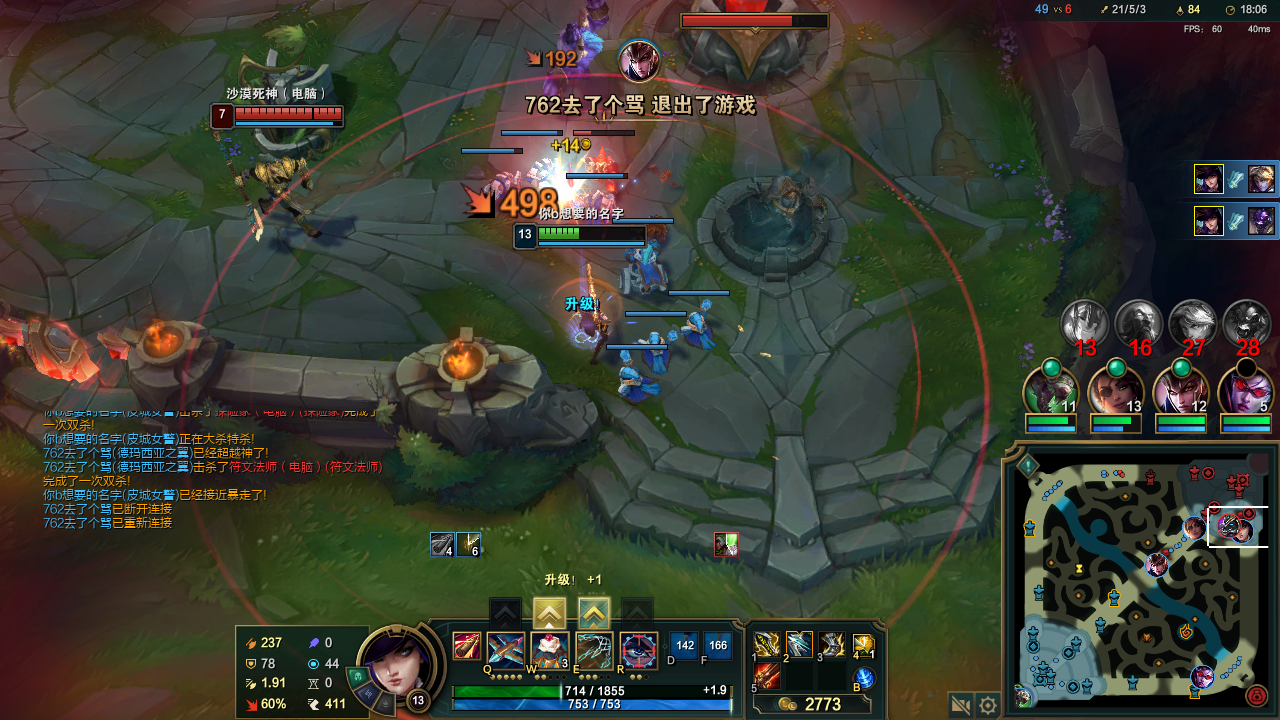 49 vs 6 21/5/3 84 18:06
FPS: 60 40ms
192
762去了个骂 退出了游戏
沙漠死神（电脑）
7
+14
498
你b想要的名字
13
升级!
13 16 27 28
11 13 12 5
一次双杀!
你b想要的名字(皮城女警)正在大杀特杀!
762去了个骂(德玛西亚之翼)已经超越神了!
762去了个骂(德玛西亚之翼)击杀了符文法师（电脑）(符文法师)
完成了一次双杀!
你b想要的名字(皮城女警)已经接近暴走了!
762去了个骂已断开连接
762去了个骂已重新连接
4 6
升级! +1
237 0
78 44
1.91 0
60% 411
13
Q W 3 E R
142 166
D F
714 / 1855 +1.9
753 / 753
1 2 3 4 1
5 B
2773